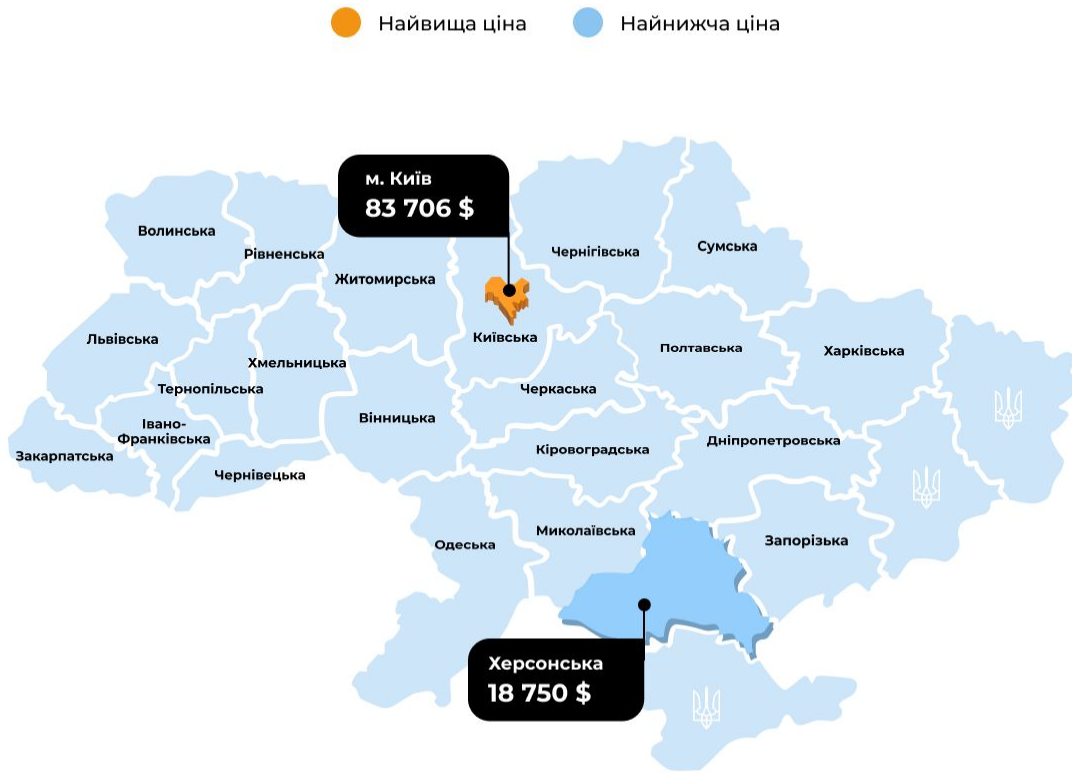 Найвища ціна
Найнижча ціна
м. Київ
83 706 $
Волинська
Рівненська
Житомирська
Чернігівська
Сумська
Київська
Львівська
Хмельницька
Тернопільська
Полтавська
Харківська
Черкаська
Вінницька
Івано-
Франківська
Закарпатська
Чернівецька
Кіровоградська
Дніпропетровська
Одеська
Миколаївська
Запорізька
Херсонська
18 750 $